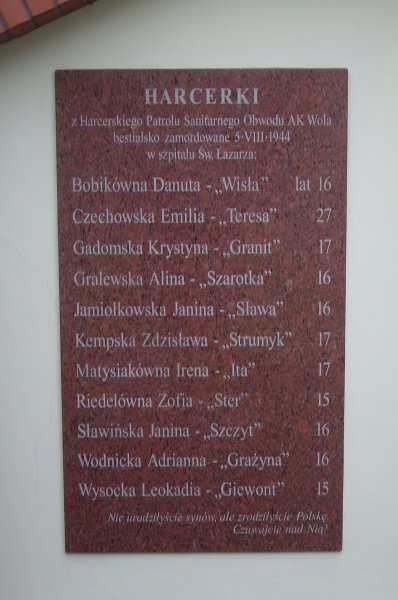 HARCERKI
z Harcerskiego Patrolu Sanitarnego Obwodu AK Wola
bestialsko zamordowane 5·VIII·1944
w szpitalu Św. Łazarza:
Bobikówna Danuta - „Wisła” lat 16
Czechowska Emilia - „Teresa” 27
Gadomska Krystyna - „Granit” 17
Gralewska Alina - „Szarotka” 16
Jamiołkowska Janina - „Sława” 16
Kempska Zdzisława - „Strumyk” 17
Matysiakówna Irena - „Ita” 17
Riedelówna Zofia - „Ster” 15
Sławińska Janina - „Szczyt” 16
Wodnicka Adrianna - „Grażyna” 16
Wysocka Leokadia - „Giewont” 15
Nie urodziłyście synów, ale zrodziłyście Polskę
Czuwajcie nad Nią!